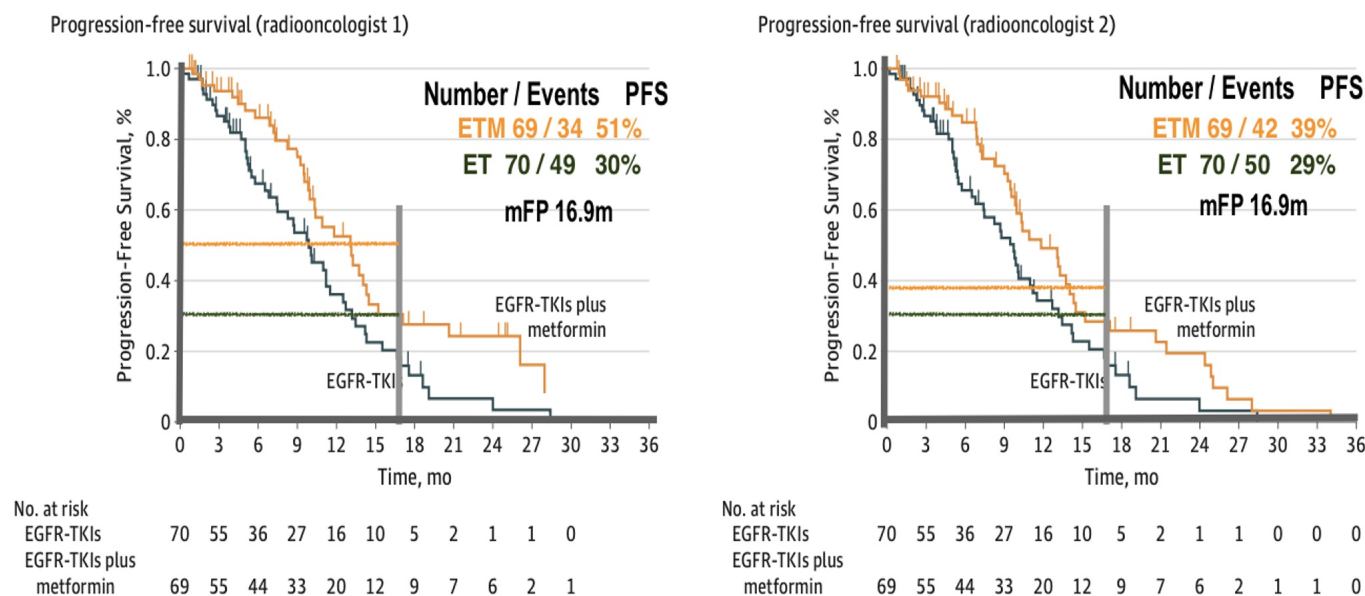 Progression-free survival (radiooncologist 1)
Progression-Free Survival, %
1.0
0.8
0.6
0.4
0.2
0
Number / Events PFS
ETM 69 / 34 51%
ET 70 / 49 30%
mFP 16.9m
EGFR-TKIs plus
metformin
EGFR-TKIs
0 3 6 9 12 15 18 21 24 27 30 33 36
Time, mo
No. at risk
EGFR-TKIs 70 55 36 27 16 10 5 2 1 1 0
EGFR-TKIs plus
metformin 69 55 44 33 20 12 9 7 6 2 1
Progression-free survival (radiooncologist 2)
Progression-Free Survival, %
1.0
0.8
0.6
0.4
0.2
0
Number / Events PFS
ETM 69 / 42 39%
ET 70 / 50 29%
mFP 16.9m
EGFR-TKIs plus
metformin
EGFR-TKIs
0 3 6 9 12 15 18 21 24 27 30 33 36
Time, mo
No. at risk
EGFR-TKIs 70 55 36 27 16 10 5 2 1 1 0 0 0
EGFR-TKIs plus
metformin 69 55 44 33 20 12 9 7 6 2 1 1 0